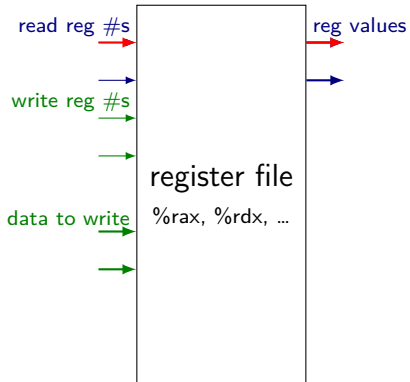 read reg #s
reg values
write reg #s
register file
%rax, %rdx, ...
data to write